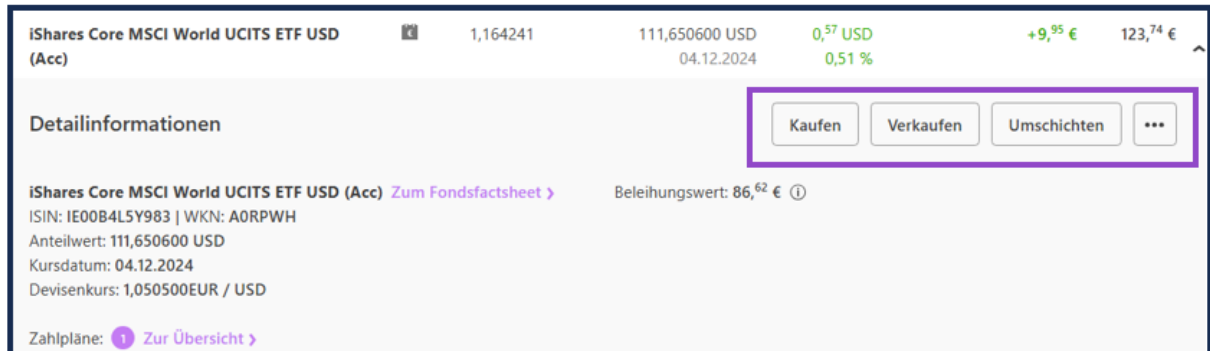 iShares Core MSCI World UCITS ETF USD 1,164241 111,650600 USD 0,57 USD +9,95 € 123,74 €
(Acc) 04.12.2024 0,51 %
Detailinformationen Kaufen Verkaufen Umschichten •••
iShares Core MSCI World UCITS ETF USD (Acc) Zum Fondsfactsheet › Beleihungswert: 86,62 € ⓘ
ISIN: IE00B4L5Y983 | WKN: A0RPWH
Anteilwert: 111,650600 USD
Kursdatum: 04.12.2024
Devisenkurs: 1,050500EUR / USD
Zahlpläne: 1 Zur Übersicht ›